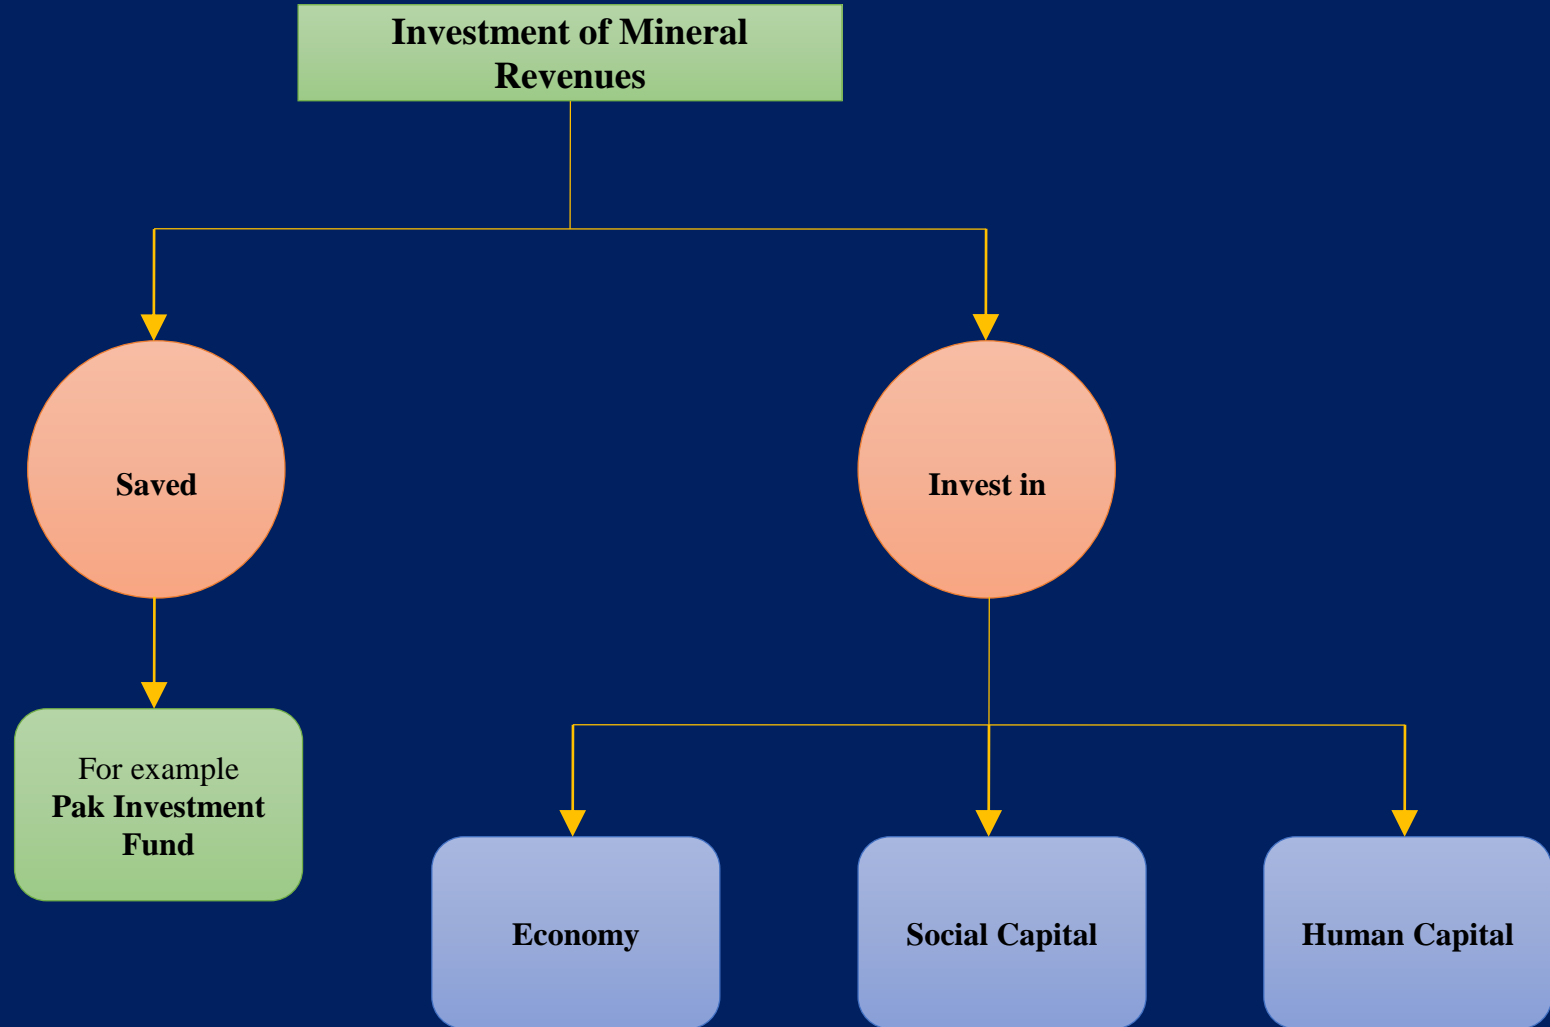 Investment of Mineral
Revenues
Saved
Invest in
For example
Pak Investment
Fund
Economy
Social Capital
Human Capital